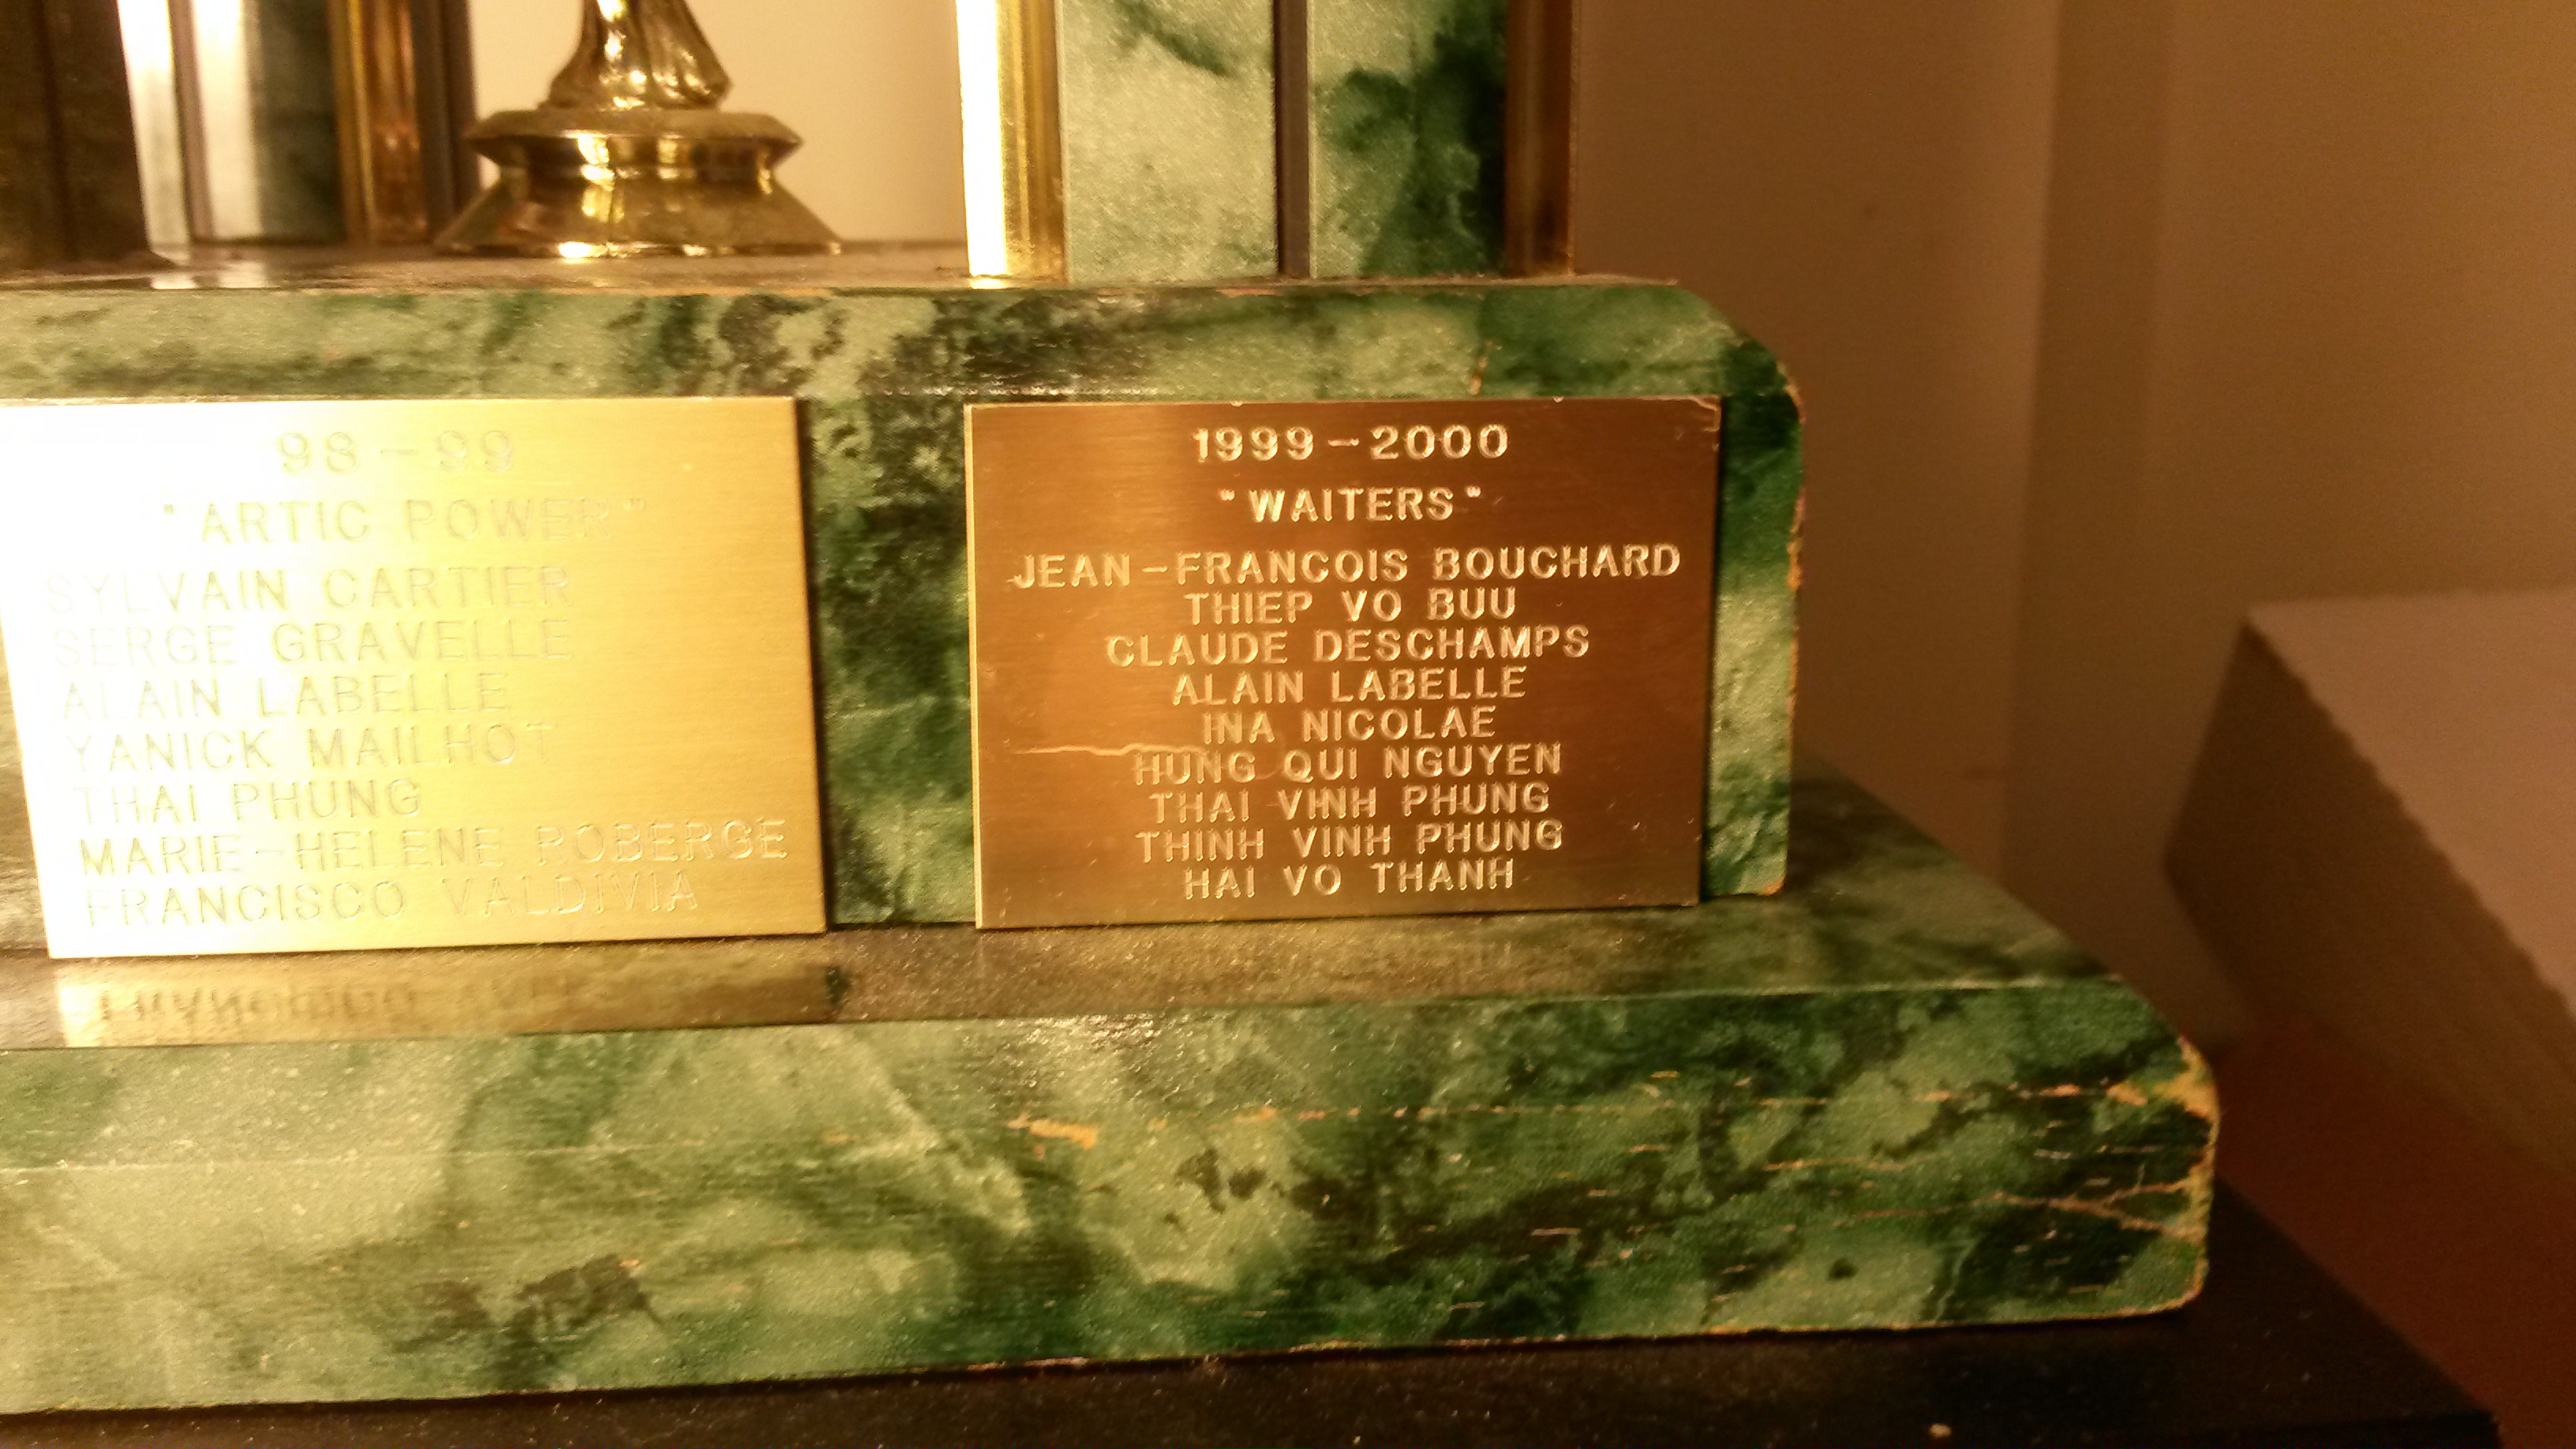 98-99
"ARTIC POWER"
SYLVAIN CARTIER
SERGE GRAVELLE
ALAIN LABELLE
YANICK MAILHOT
THAI PHUNG
MARIE-HELENE ROBERGE
FRANCISCO VALDIVIA
1999-2000
"WAITERS"
JEAN-FRANCOIS BOUCHARD
THIEP VO BUU
CLAUDE DESCHAMPS
ALAIN LABELLE
INA NICOLAE
HUNG QUI NGUYEN
THAI VINH PHUNG
THINH VINH PHUNG
HAI VO THANH